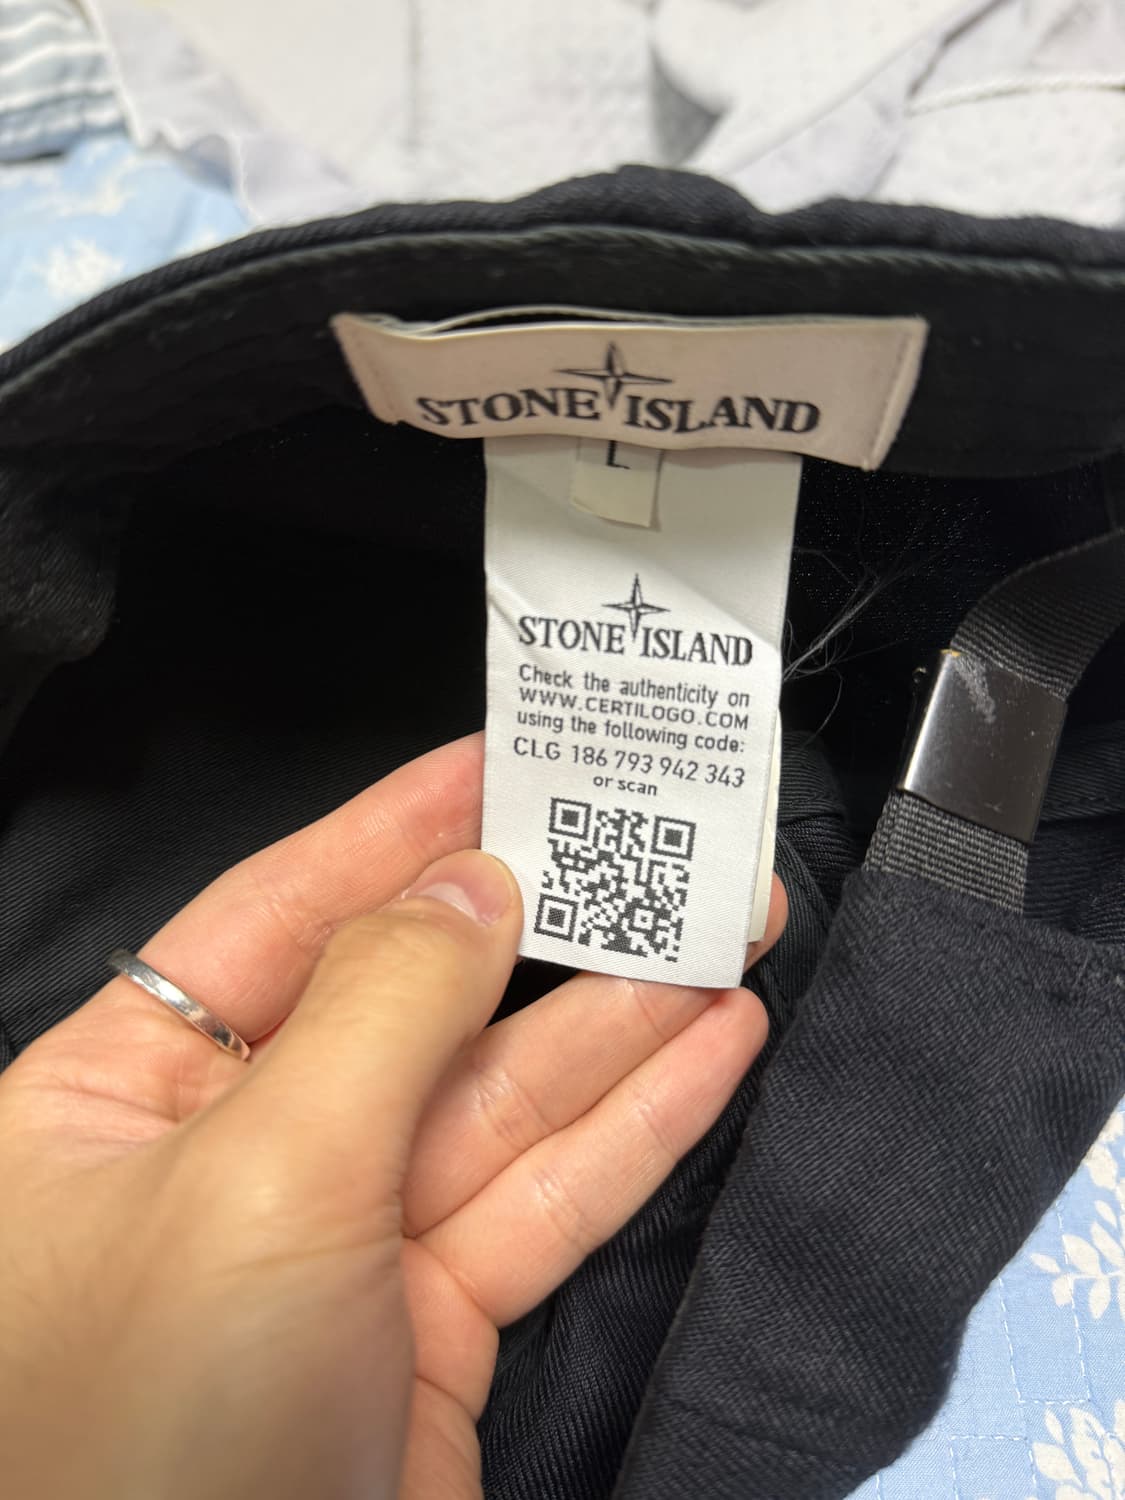 STONE ISLAND
L
STONE ISLAND
Check the authenticity on
WWW.CERTILOGO.COM
using the following code:
CLG 186 793 942 343
or scan